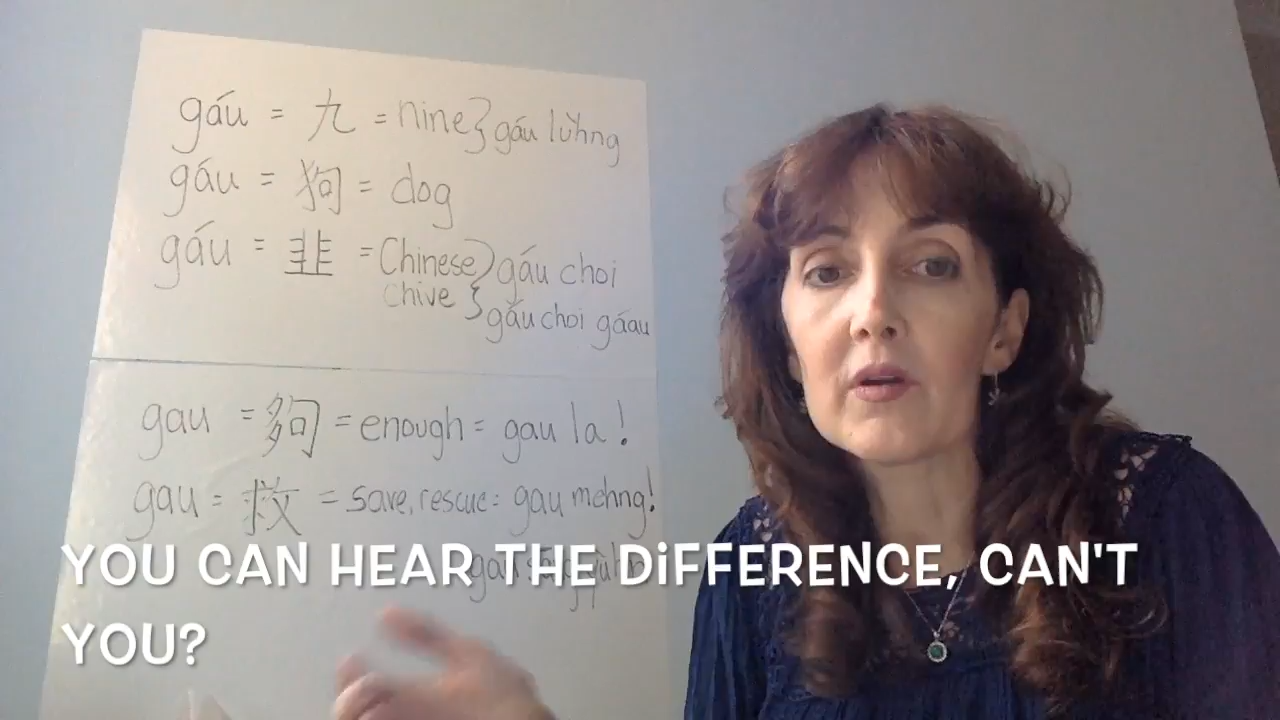 gáu = 九 = nine } gáu lùhng
gáu = 狗 = dog
gáu = 韭 = Chinese chive } gáu choi
gáu choi gáau
gau = 夠 = enough = gau la!
gau = 救 = save, rescue: gau mehng!
YOU CAN HEAR THE DIFFERENCE, CAN'T
YOU?